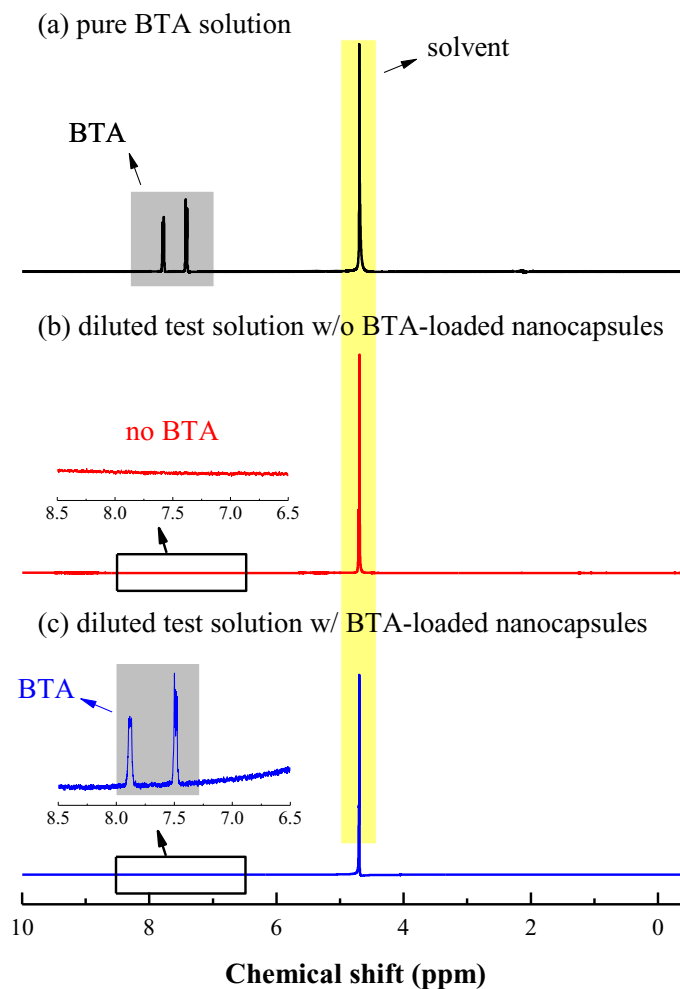 (a) pure BTA solution
solvent
BTA
(b) diluted test solution w/o BTA-loaded nanocapsules
no BTA
8.5 8.0 7.5 7.0 6.5
(c) diluted test solution w/ BTA-loaded nanocapsules
BTA
8.5 8.0 7.5 7.0 6.5
10 8 6 4 2 0
Chemical shift (ppm)